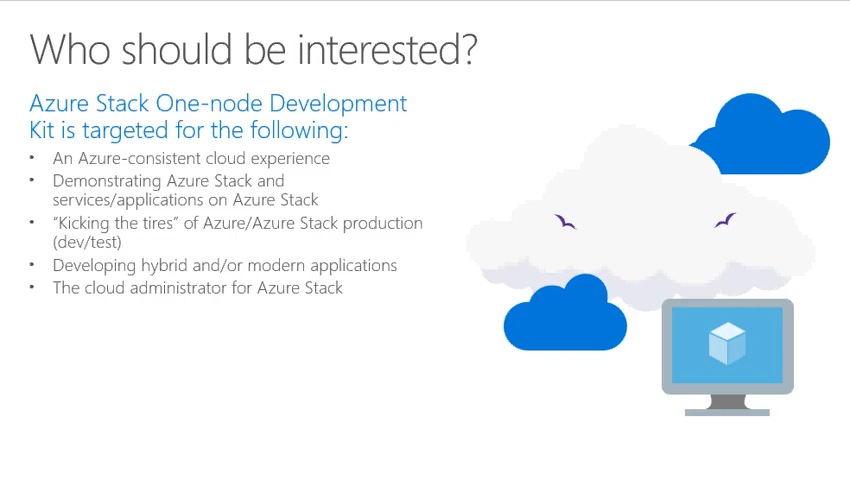 Who should be interested?
Azure Stack One-node Development
Kit is targeted for the following:
• An Azure-consistent cloud experience
• Demonstrating Azure Stack and
services/applications on Azure Stack
• “Kicking the tires” of Azure/Azure Stack production
(dev/test)
• Developing hybrid and/or modern applications
• The cloud administrator for Azure Stack